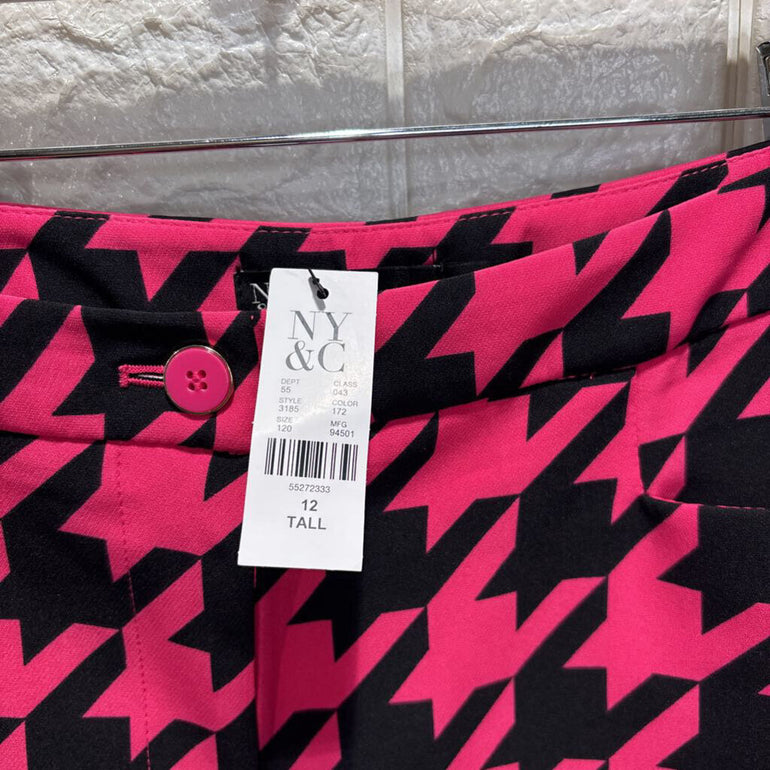 NY
&C
DEPT CLASS
55 043
STYLE COLOR
3185 172
SIZE MFG
120 94501
55272333
12
TALL